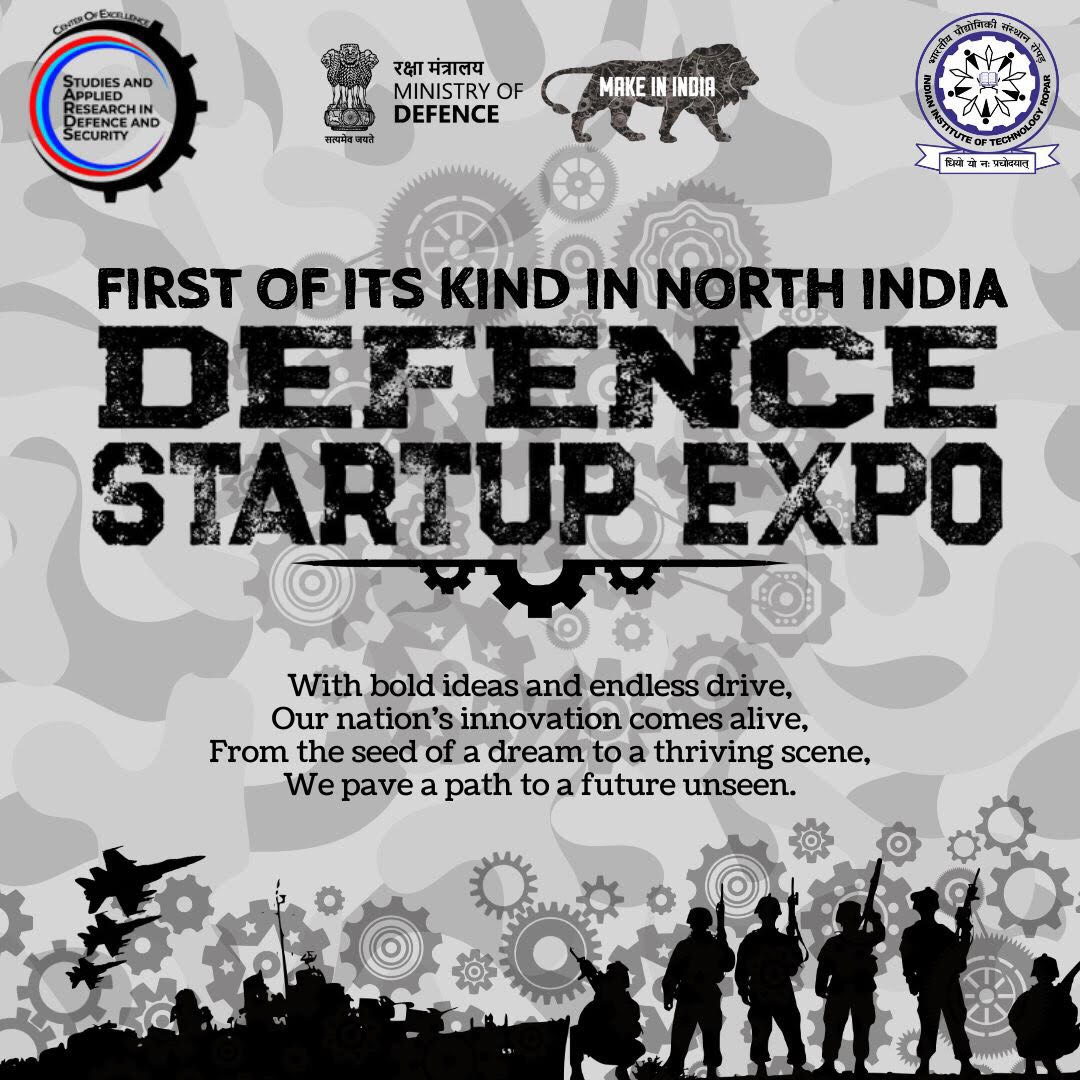 CENTER OF EXCELLENCE
STUDIES AND
APPLIED
RESEARCH IN
DEFENCE AND
SECURITY
रक्षा मंत्रालय
MINISTRY OF
DEFENCE
सत्यमेव जयते
MAKE IN INDIA
भारतीय प्रौद्योगिकी संस्थान रोपड़
INDIAN INSTITUTE OF TECHNOLOGY ROPAR
धियो यो नः प्रचोदयात्
FIRST OF ITS KIND IN NORTH INDIA
DEFENCE
STARTUP EXPO
With bold ideas and endless drive,
Our nation's innovation comes alive,
From the seed of a dream to a thriving scene,
We pave a path to a future unseen.